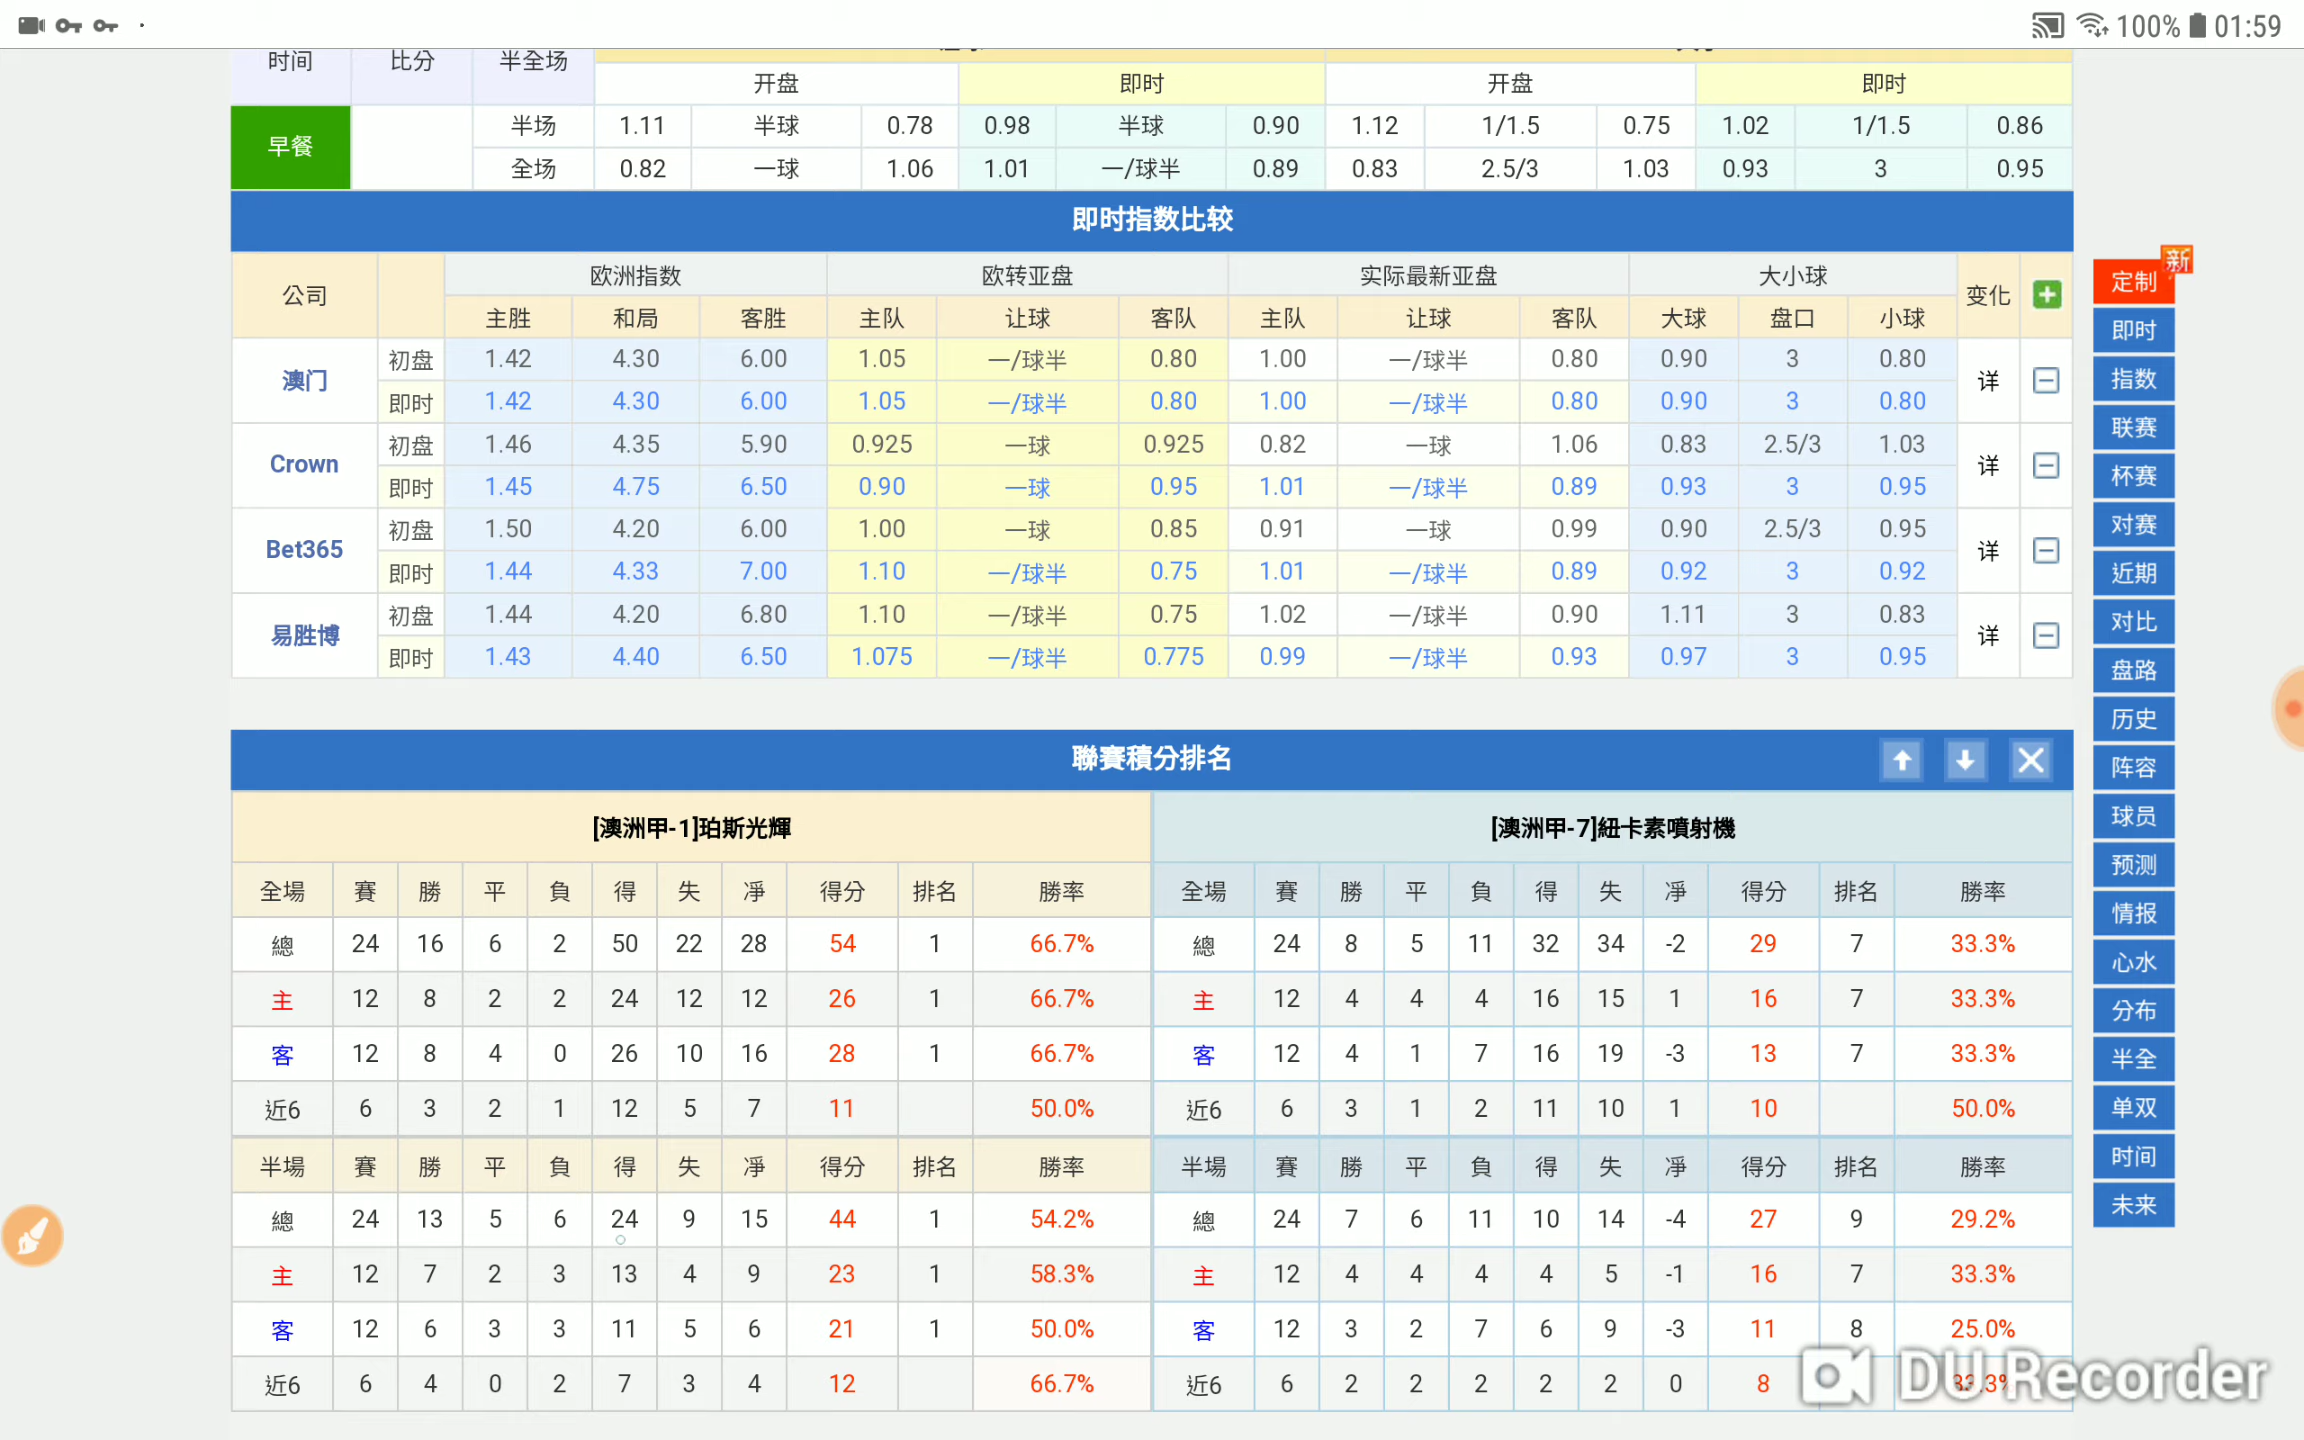 100% 01:59
时间 比分 半全场
开盘 即时 开盘 即时
早餐
半场 1.11 半球 0.78 0.98 半球 0.90 1.12 1/1.5 0.75 1.02 1/1.5 0.86
全场 0.82 一球 1.06 1.01 一/球半 0.89 0.83 2.5/3 1.03 0.93 3 0.95
即时指数比较
公司 欧洲指数 欧转亚盘 实际最新亚盘 大小球 变化
主胜 和局 客胜 主队 让球 客队 主队 让球 客队 大球 盘口 小球
澳门 初盘 1.42 4.30 6.00 1.05 一/球半 0.80 1.00 一/球半 0.80 0.90 3 0.80 详
即时 1.42 4.30 6.00 1.05 一/球半 0.80 1.00 一/球半 0.80 0.90 3 0.80
Crown 初盘 1.46 4.35 5.90 0.925 一球 0.925 0.82 一球 1.06 0.83 2.5/3 1.03 详
即时 1.45 4.75 6.50 0.90 一球 0.95 1.01 一/球半 0.89 0.93 3 0.95
Bet365 初盘 1.50 4.20 6.00 1.00 一球 0.85 0.91 一球 0.99 0.90 2.5/3 0.95 详
即时 1.44 4.33 7.00 1.10 一/球半 0.75 1.01 一/球半 0.89 0.92 3 0.92
易胜博 初盘 1.44 4.20 6.80 1.10 一/球半 0.75 1.02 一/球半 0.90 1.11 3 0.83 详
即时 1.43 4.40 6.50 1.075 一/球半 0.775 0.99 一/球半 0.93 0.97 3 0.95
聯賽積分排名
[澳洲甲-1]珀斯光輝 [澳洲甲-7]紐卡素噴射機
全場 賽 勝 平 負 得 失 凈 得分 排名 勝率 全場 賽 勝 平 負 得 失 凈 得分 排名 勝率
總 24 16 6 2 50 22 28 54 1 66.7% 總 24 8 5 11 32 34 -2 29 7 33.3%
主 12 8 2 2 24 12 12 26 1 66.7% 主 12 4 4 4 16 15 1 16 7 33.3%
客 12 8 4 0 26 10 16 28 1 66.7% 客 12 4 1 7 16 19 -3 13 7 33.3%
近6 6 3 2 1 12 5 7 11 50.0% 近6 6 3 1 2 11 10 1 10 50.0%
半場 賽 勝 平 負 得 失 凈 得分 排名 勝率 半場 賽 勝 平 負 得 失 凈 得分 排名 勝率
總 24 13 5 6 24 9 15 44 1 54.2% 總 24 7 6 11 10 14 -4 27 9 29.2%
主 12 7 2 3 13 4 9 23 1 58.3% 主 12 4 4 4 4 5 -1 16 7 33.3%
客 12 6 3 3 11 5 6 21 1 50.0% 客 12 3 2 7 6 9 -3 11 8 25.0%
近6 6 4 0 2 7 3 4 12 66.7% 近6 6 2 2 2 2 2 0 8 33.3%
DU Recorder
新
定制
即时
指数
联赛
杯赛
对赛
近期
对比
盘路
历史
阵容
球员
预测
情报
心水
分布
半全
单双
时间
未来